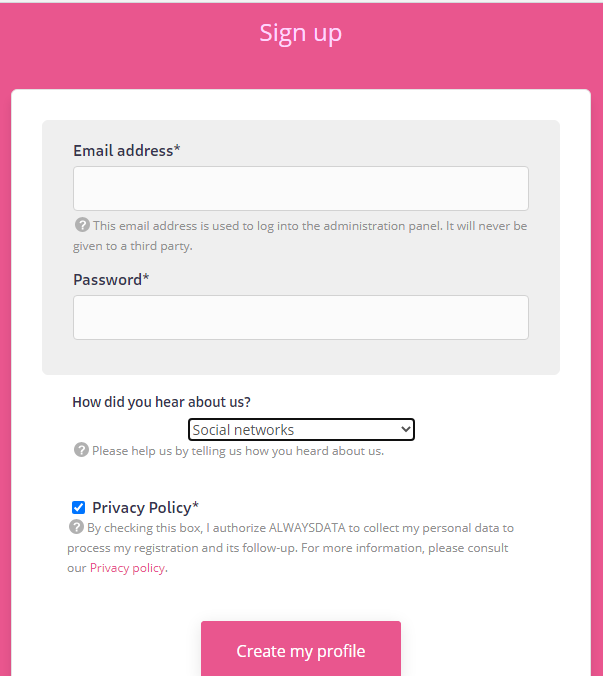 Sign up
Email address*
This email address is used to log into the administration panel. It will never be
given to a third party.
Password*
How did you hear about us?
Social networks
Please help us by telling us how you heard about us.
Privacy Policy*
By checking this box, I authorize ALWAYSDATA to collect my personal data to
process my registration and its follow-up. For more information, please consult
our Privacy policy.
Create my profile